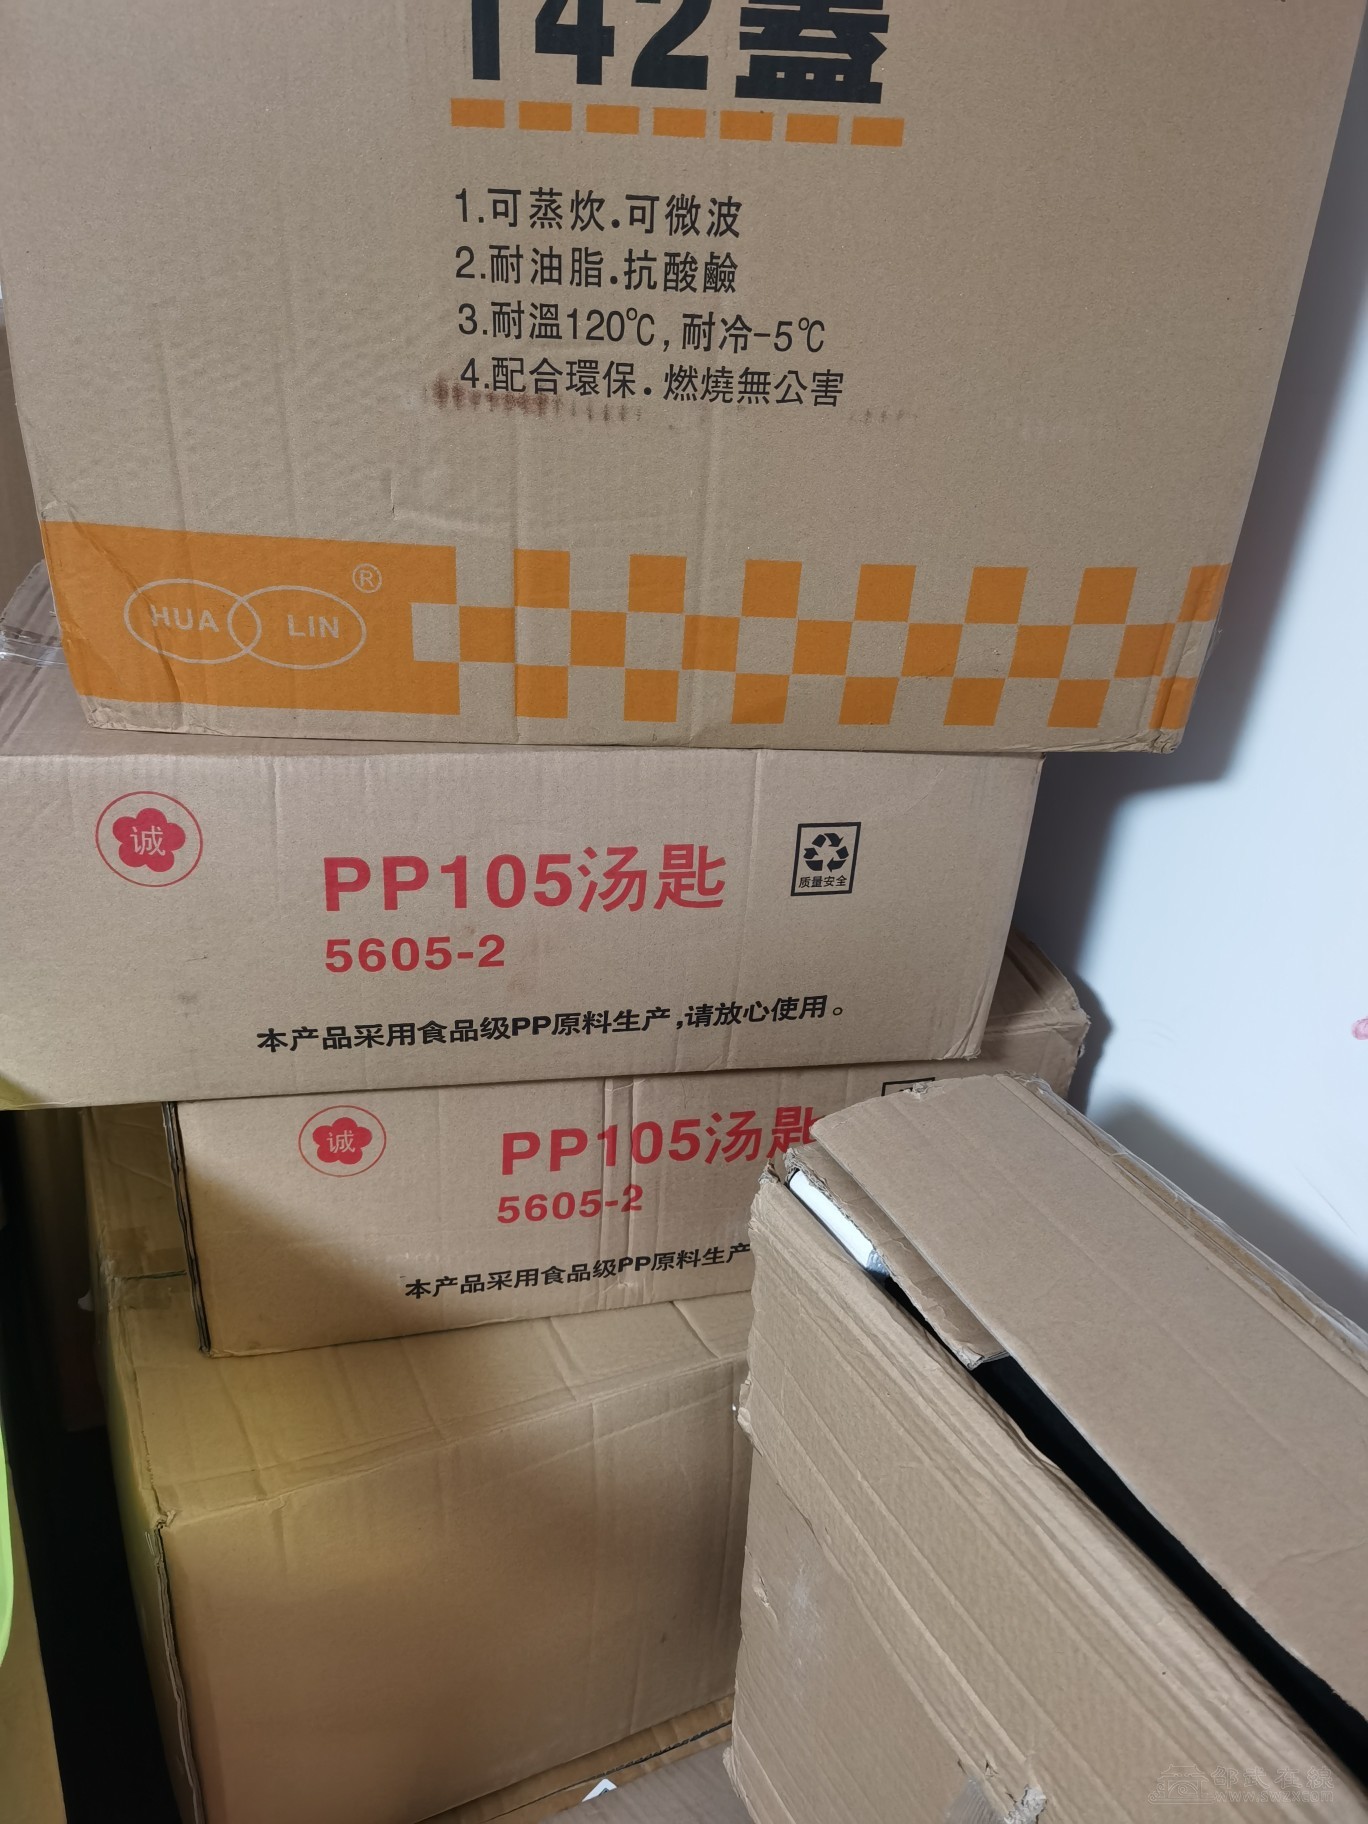 142蓋
1.可蒸炊.可微波
2.耐油脂.抗酸鹼
3.耐溫120℃,耐冷-5℃
4.配合環保.燃燒無公害
HUA LIN ®
诚
PP105汤匙
5605-2
质量安全
本产品采用食品级PP原料生产,请放心使用。
诚
PP105汤匙
5605-2
本产品采用食品级PP原料生产